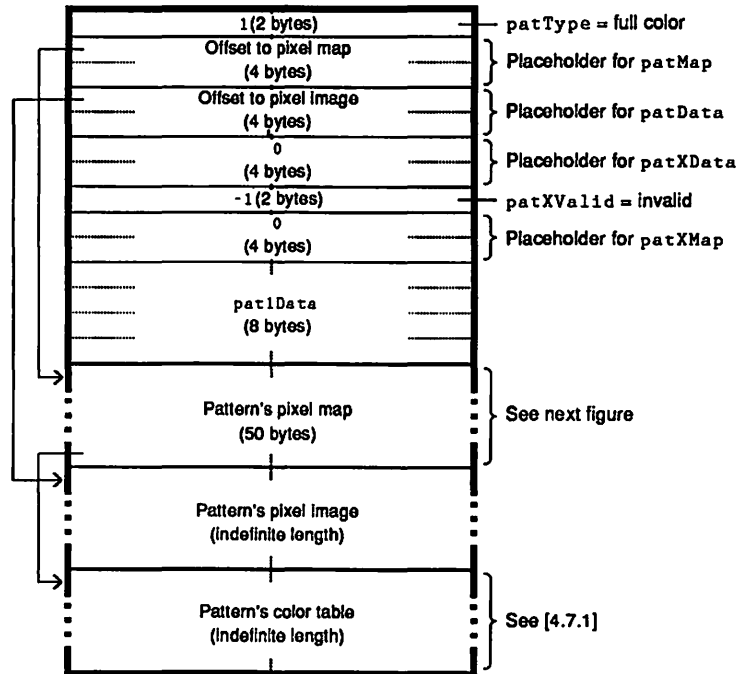 1(2 bytes)
patType = full color
Offset to pixel map
(4 bytes)
Placeholder for patMap
Offset to pixel image
(4 bytes)
Placeholder for patData
0
(4 bytes)
Placeholder for patXData
-1(2 bytes)
patXValid = invalid
0
(4 bytes)
Placeholder for patXMap
pat1Data
(8 bytes)
Pattern's pixel map
(50 bytes)
See next figure
Pattern's pixel image
(indefinite length)
Pattern's color table
(indefinite length)
See [4.7.1]